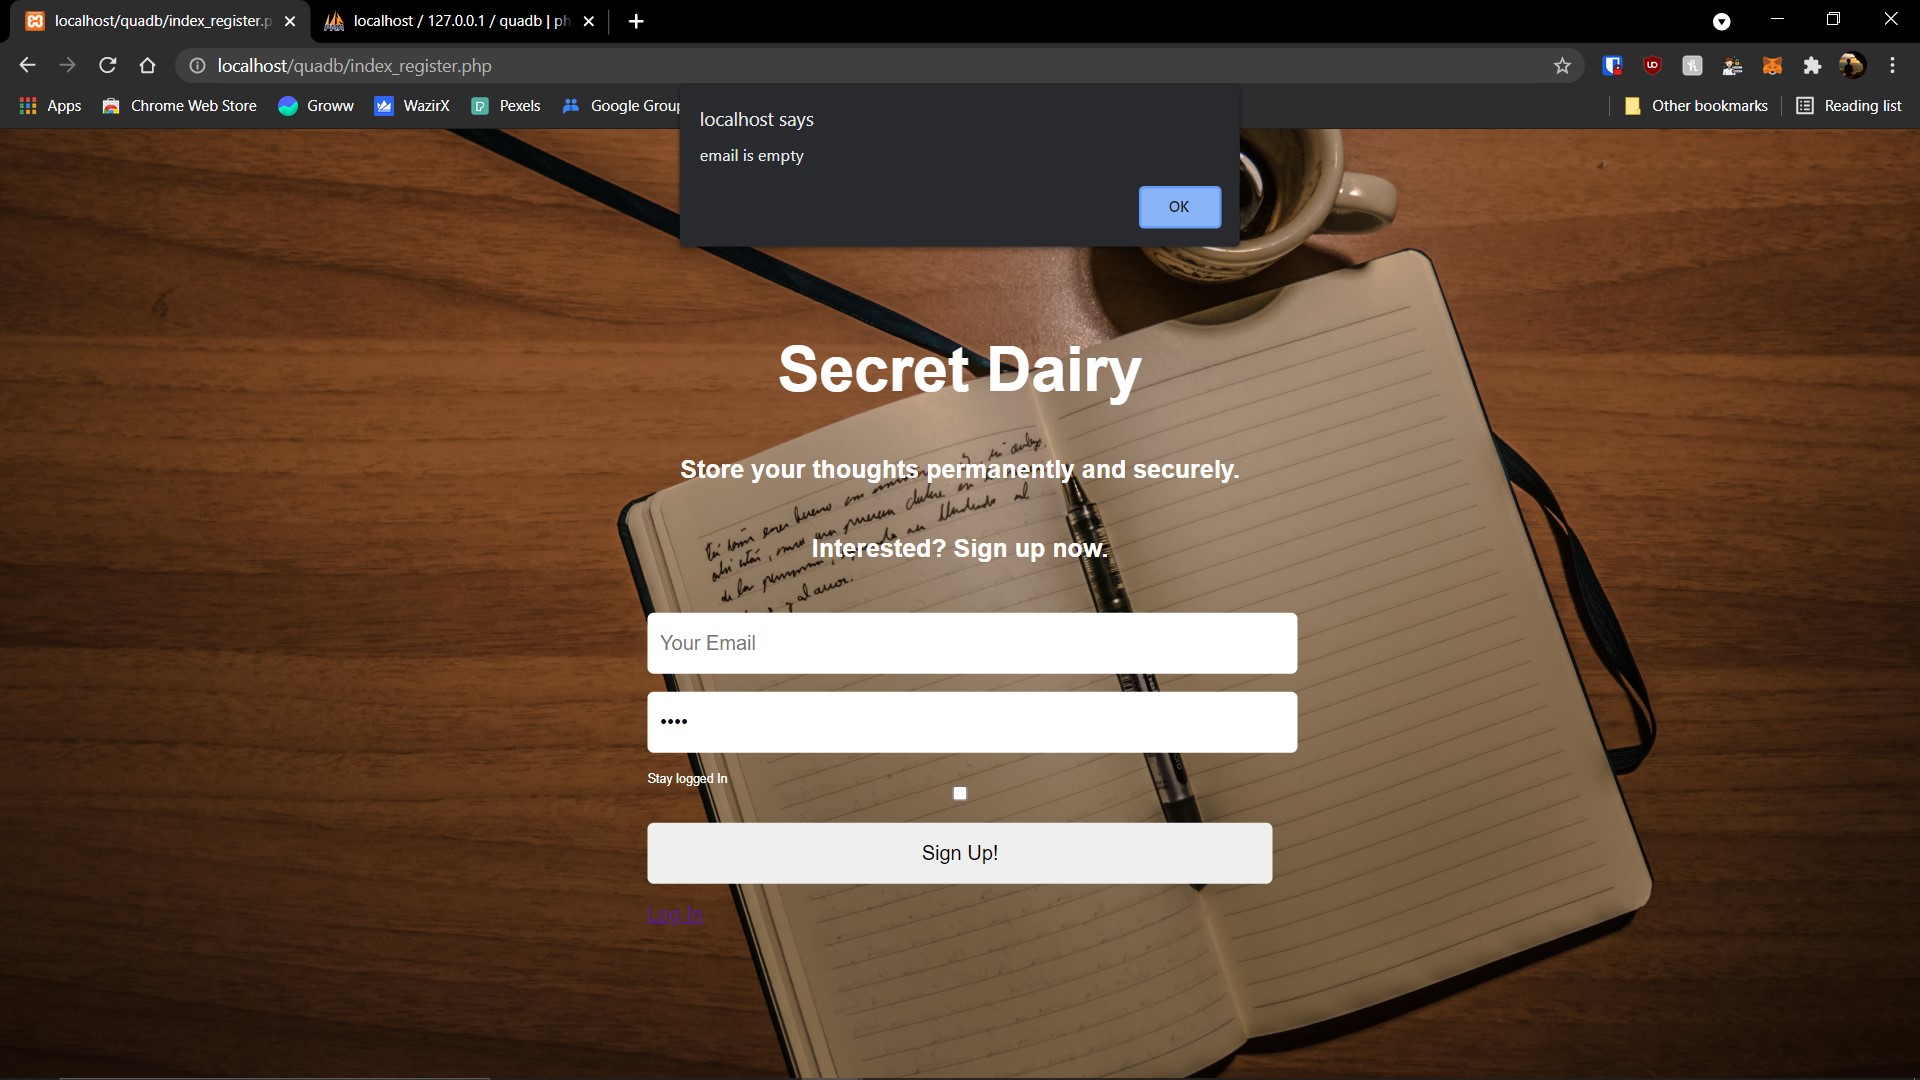 localhost/quadb/index_register.p
localhost / 127.0.0.1 / quadb | ph
localhost/quadb/index_register.php
Apps
Chrome Web Store
Groww
WazirX
Pexels
Google Group
Other bookmarks
Reading list
localhost says
email is empty
OK
Secret Dairy
Store your thoughts permanently and securely.
Interested? Sign up now.
Your Email
••••
Stay logged In
Sign Up!
Log In